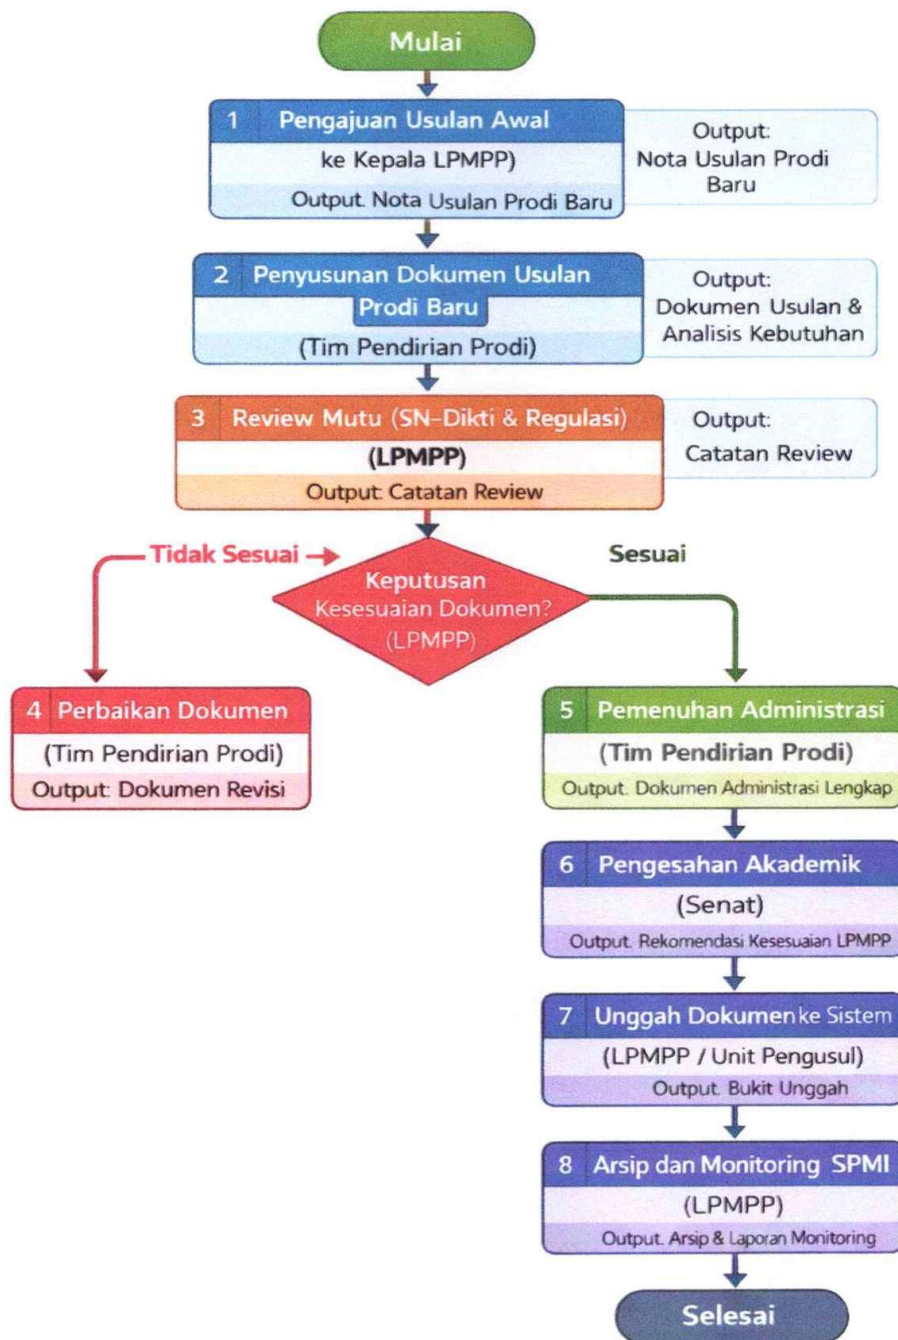 Mulai
1 Pengajuan Usulan Awal
ke Kepala LPMPP)
Output. Nota Usulan Prodi Baru
Output:
Nota Usulan Prodi
Baru
2 Penyusunan Dokumen Usulan
Prodi Baru
(Tim Pendirian Prodi)
Output:
Dokumen Usulan &
Analisis Kebutuhan
3 Review Mutu (SN-Dikti & Regulasi)
(LPMPP)
Output: Catatan Review
Output:
Catatan Review
Tidak Sesuai
Sesuai
Keputusan
Kesesuaian Dokumen?
(LPMPP)
4 Perbaikan Dokumen
(Tim Pendirian Prodi)
Output: Dokumen Revisi
5 Pemenuhan Administrasi
(Tim Pendirian Prodi)
Output. Dokumen Administrasi Lengkap
6 Pengesahan Akademik
(Senat)
Output. Rekomendasi Kesesuaian LPMPP
7 Unggah Dokumen ke Sistem
(LPMPP / Unit Pengusul)
Output. Bukit Unggah
8 Arsip dan Monitoring SPMI
(LPMPP)
Output. Arsip & Laporan Monitoring
Selesai